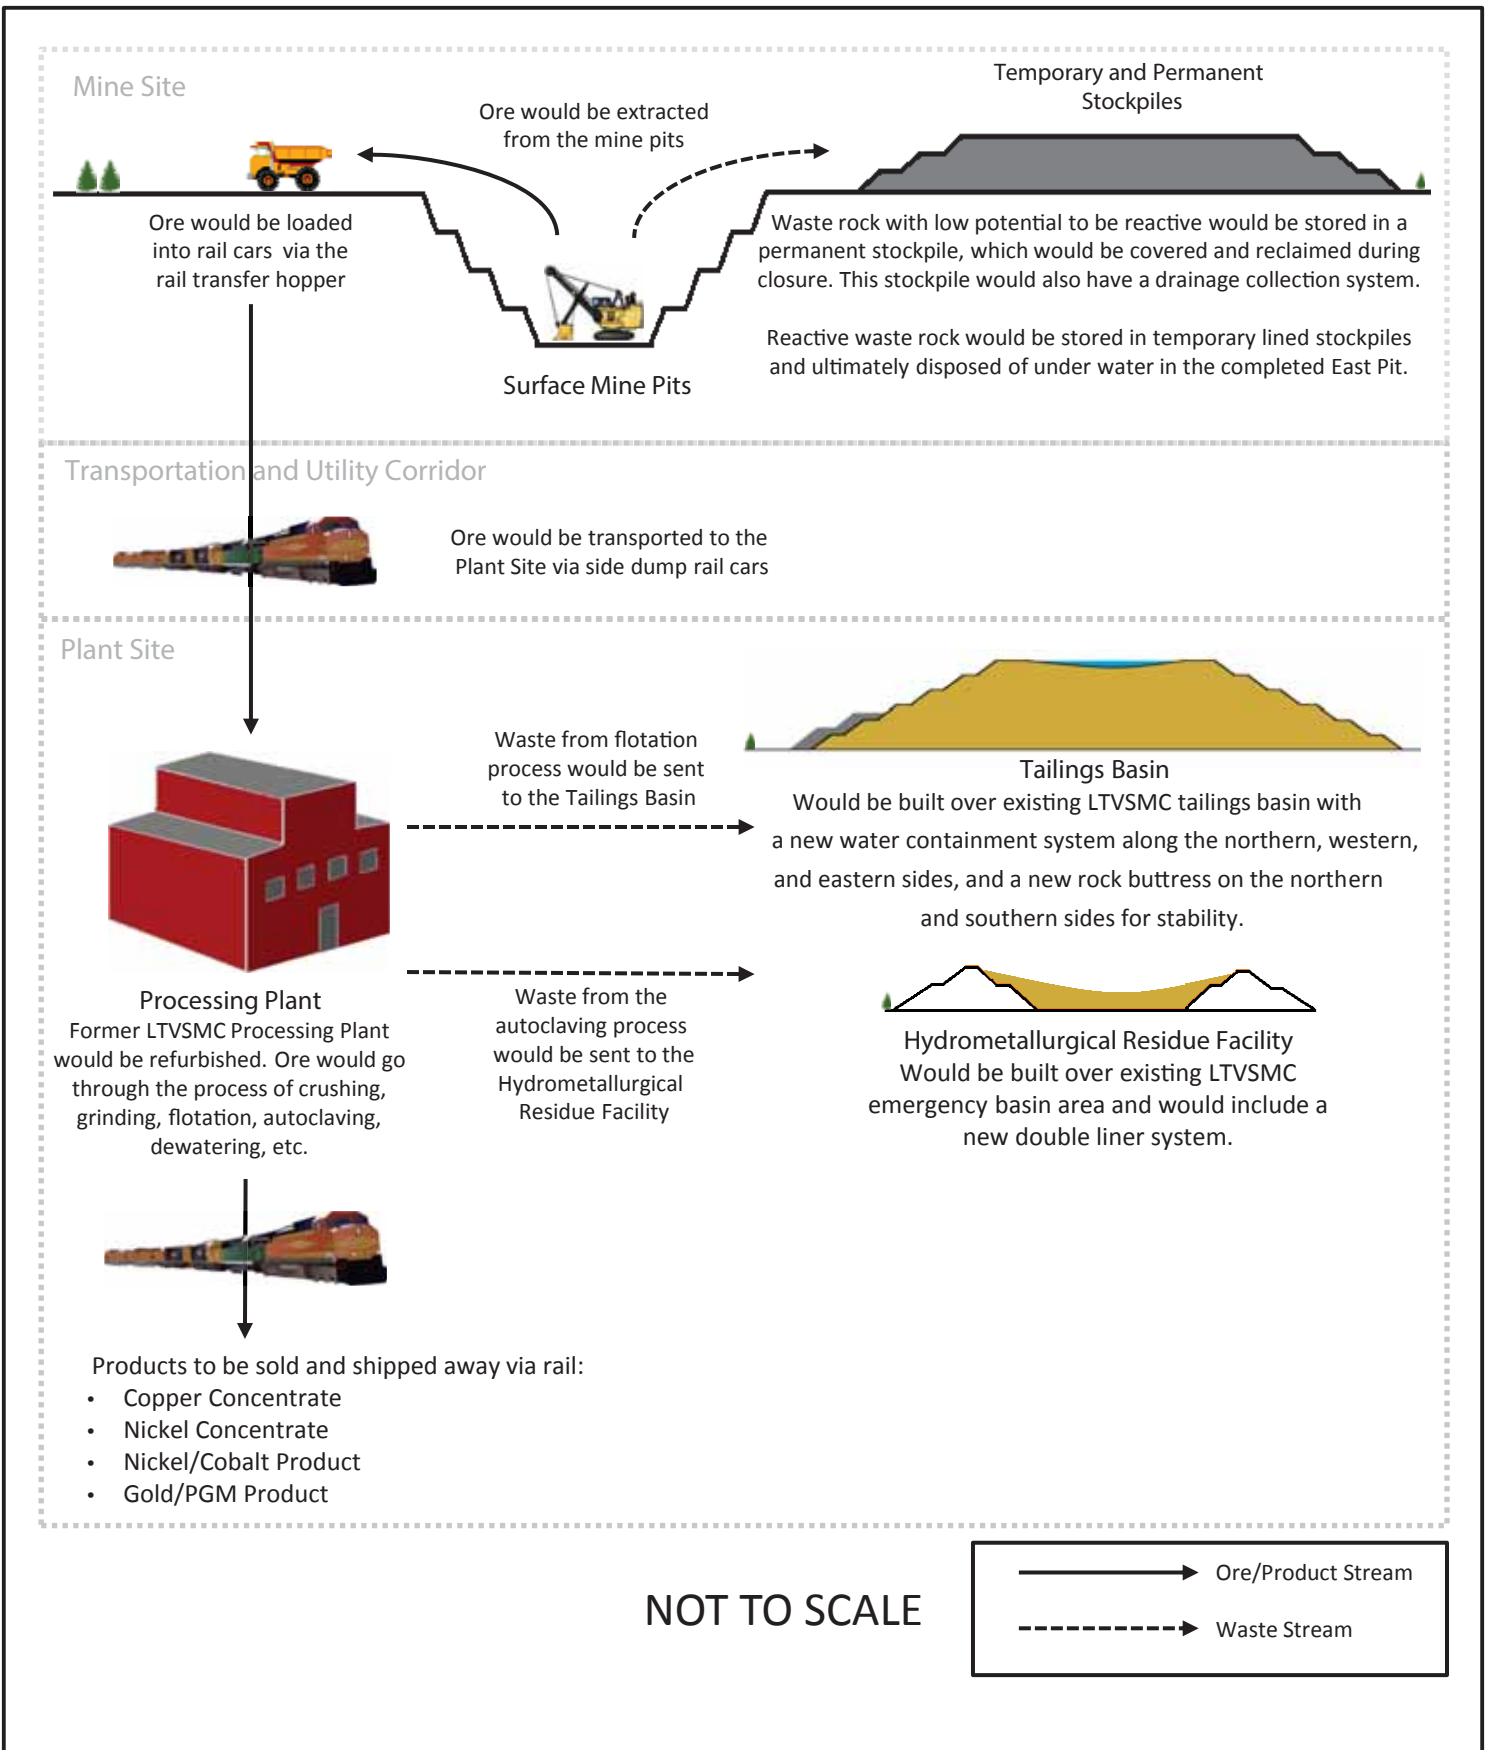 Mine Site
Ore would be extracted
from the mine pits
Temporary and Permanent
Stockpiles
Ore would be loaded
into rail cars via the
rail transfer hopper
Surface Mine Pits
Waste rock with low potential to be reactive would be stored in a
permanent stockpile, which would be covered and reclaimed during
closure. This stockpile would also have a drainage collection system.
Reactive waste rock would be stored in temporary lined stockpiles
and ultimately disposed of under water in the completed East Pit.
Transportation and Utility Corridor
Ore would be transported to the
Plant Site via side dump rail cars
Plant Site
Waste from flotation
process would be sent
to the Tailings Basin
Tailings Basin
Would be built over existing LTVSMC tailings basin with
a new water containment system along the northern, western,
and eastern sides, and a new rock buttress on the northern
and southern sides for stability.
Processing Plant
Former LTVSMC Processing Plant
would be refurbished. Ore would go
through the process of crushing,
grinding, flotation, autoclaving,
dewatering, etc.
Waste from the
autoclaving process
would be sent to the
Hydrometallurgical
Residue Facility
Hydrometallurgical Residue Facility
Would be built over existing LTVSMC
emergency basin area and would include a
new double liner system.
Products to be sold and shipped away via rail:
• Copper Concentrate
• Nickel Concentrate
• Nickel/Cobalt Product
• Gold/PGM Product
NOT TO SCALE
Ore/Product Stream
Waste Stream